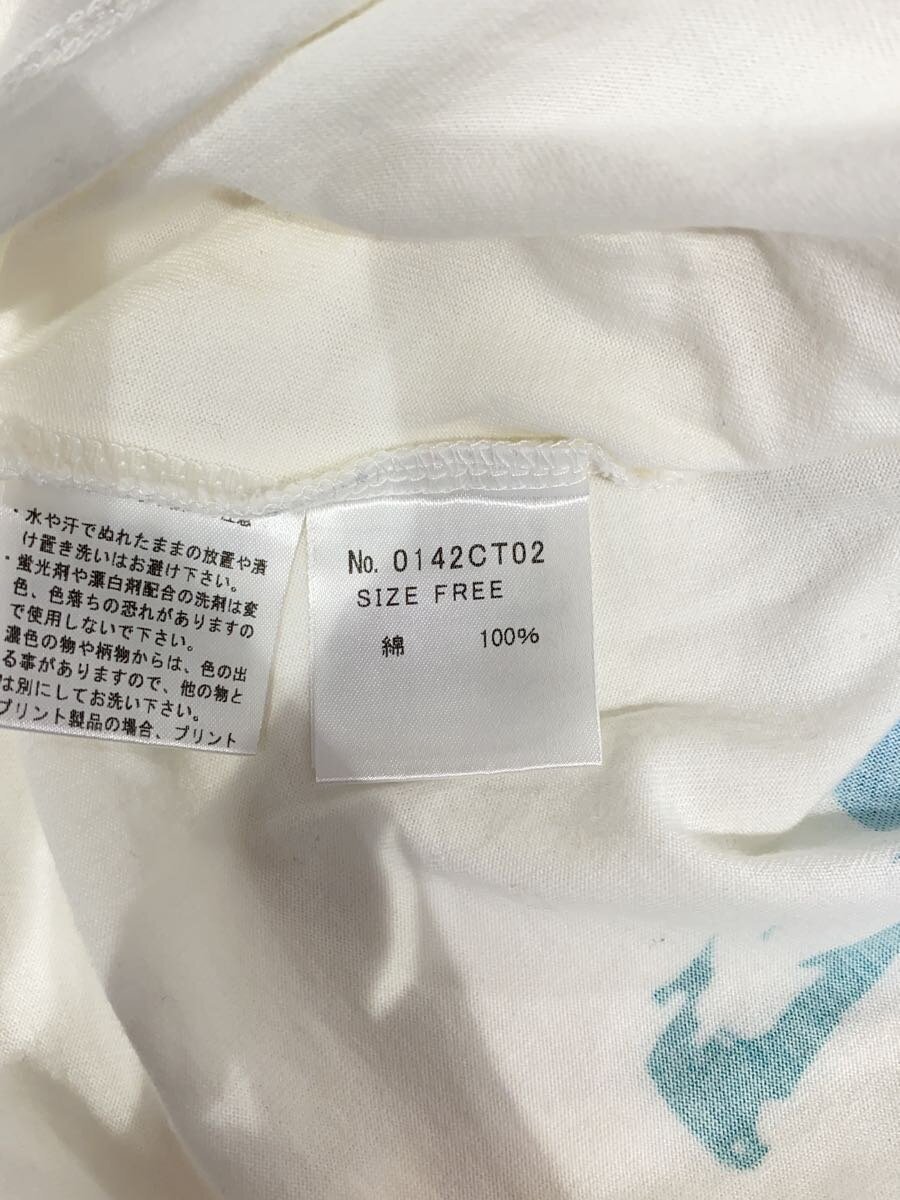 ・水や汗でぬれたままの放置や漬
け置き洗いはお避け下さい。
・蛍光剤や漂白剤配合の洗剤は変
色、色落ちの恐れがありますの
で使用しないで下さい。
濃色の物や柄物からは、色の出
る事がありますので、他の物と
は別にしてお洗い下さい。
プリント製品の場合、プリント
No. 0142CT02
SIZE FREE
綿 100%